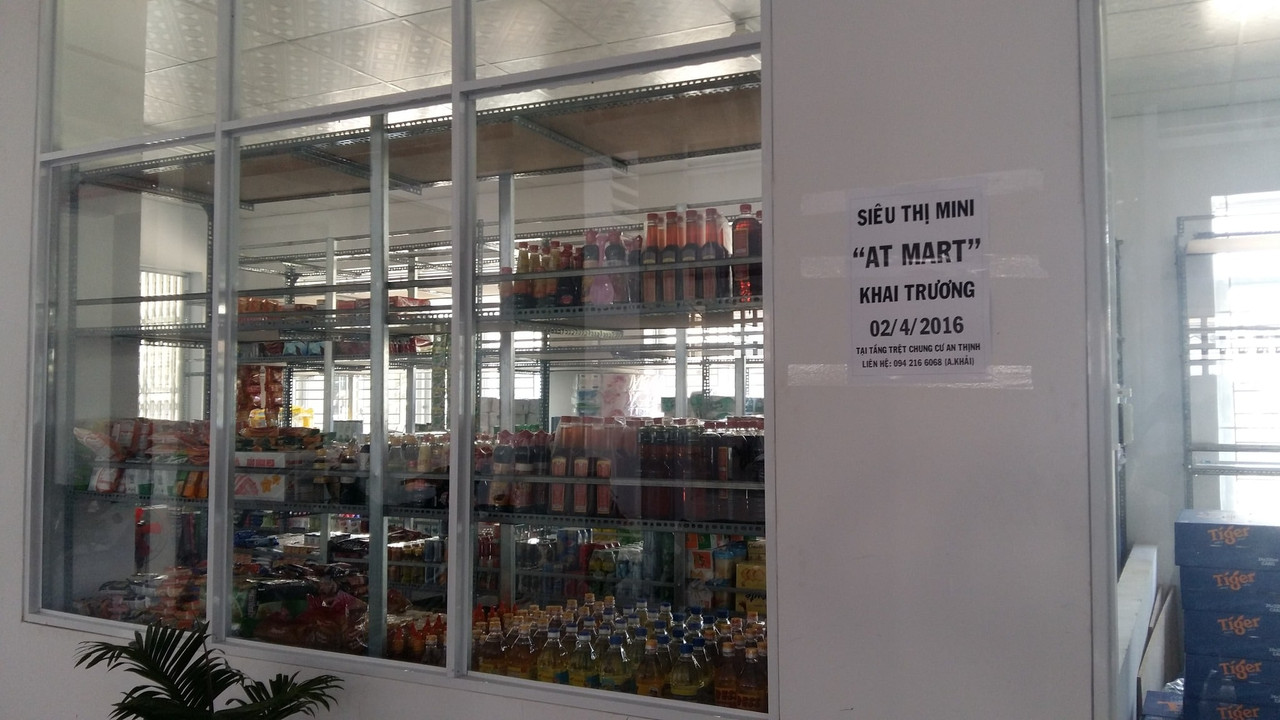 SIÊU THỊ MINI
“AT MART”
KHAI TRƯƠNG
02/4/2016
TẠI TẦNG TRỆT CHUNG CƯ AN THỊNH
LIÊN HỆ: 094 216 6068 (A.KHẢI)
Tiger
Tiger
Tiger
Tiger
Tiger